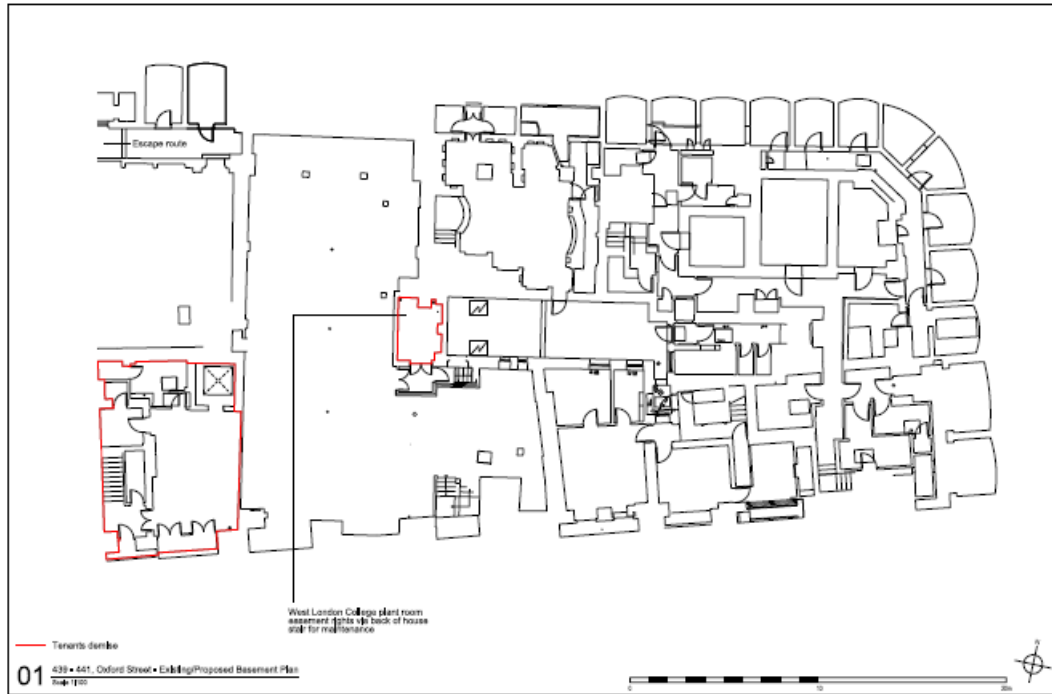 Escape route
West London College plant room
easement rights via back of house
stair for maintenance
Tenants demise
01 439 - 441, Oxford Street - Existing/Proposed Basement Plan
Scale 1:100
N
0 10 20m